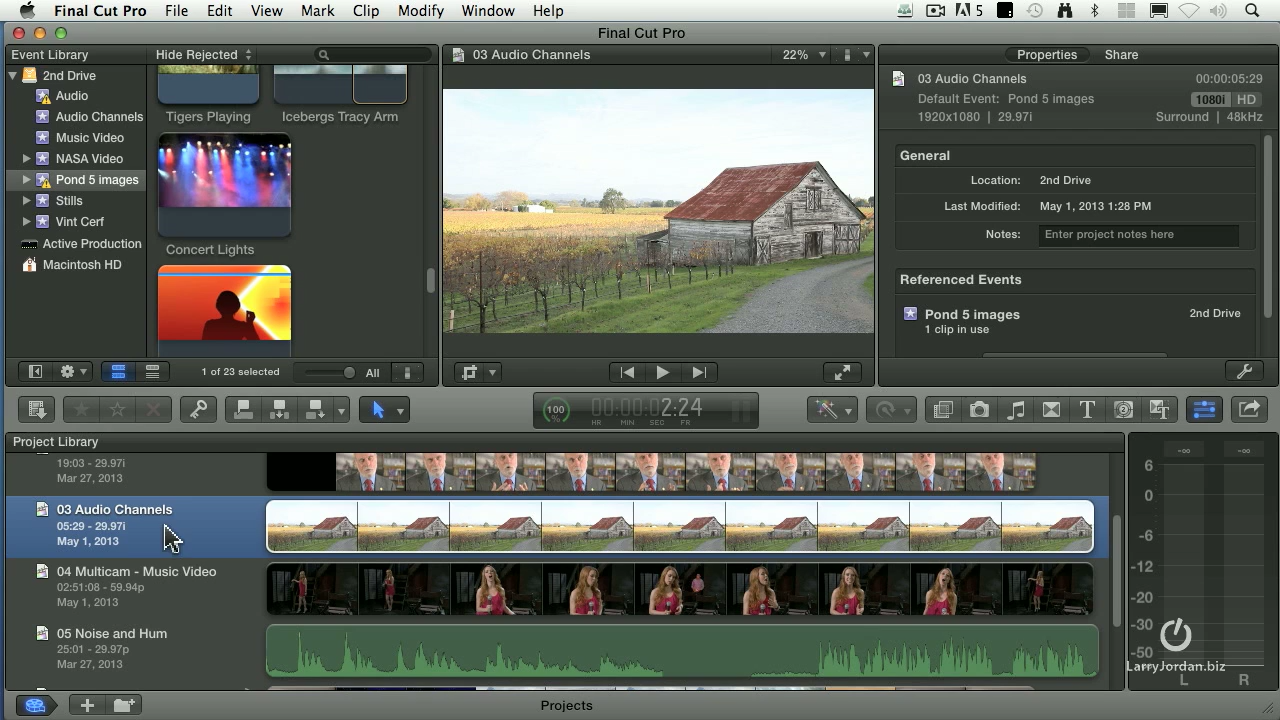 Final Cut Pro File Edit View Mark Clip Modify Window Help 5
Final Cut Pro
Event Library Hide Rejected
03 Audio Channels 22%
Properties Share
2nd Drive
Audio
Audio Channels
Music Video
NASA Video
Pond 5 images
Stills
Vint Cerf
Active Production
Macintosh HD
Tigers Playing Icebergs Tracy Arm
Concert Lights
1 of 23 selected All
03 Audio Channels 00:00:05:29
Default Event: Pond 5 images 1080i HD
1920x1080 | 29.97i Surround | 48kHz
General
Location: 2nd Drive
Last Modified: May 1, 2013 1:28 PM
Notes: Enter project notes here
Referenced Events
Pond 5 images 2nd Drive
1 clip in use
100 % 00:00:02:24
HR MIN SEC FR
T 2 T
Project Library
19:03 - 29.97i
Mar 27, 2013
03 Audio Channels
05:29 - 29.97i
May 1, 2013
04 Multicam - Music Video
02:51:08 - 59.94p
May 1, 2013
05 Noise and Hum
25:01 - 29.97p
Mar 27, 2013
-∞ -∞
6
0
-6
-12
-20
-30
-50
LarryJordan.biz
L R
Projects